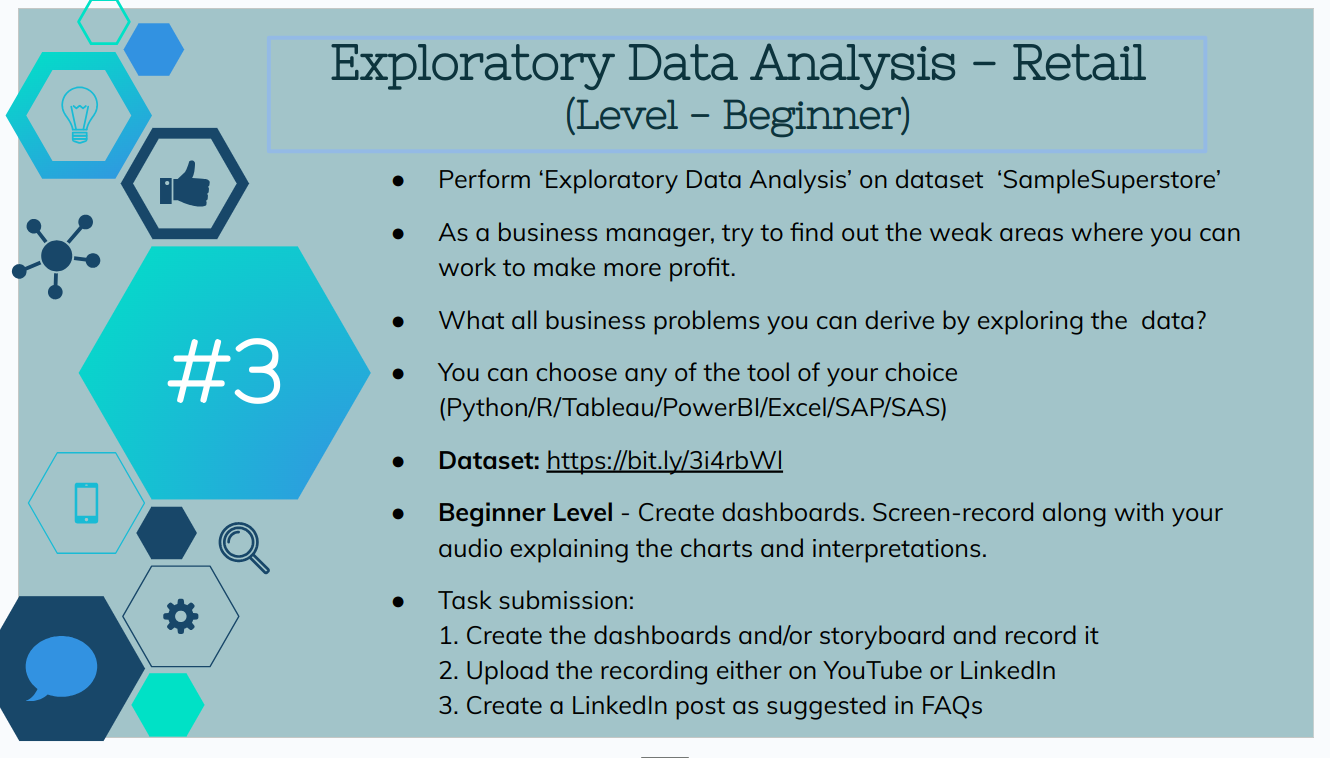 Exploratory Data Analysis – Retail
(Level – Beginner)
● Perform ‘Exploratory Data Analysis’ on dataset  ‘SampleSuperstore’
● As a business manager, try to find out the weak areas where you can
work to make more profit.
● What all business problems you can derive by exploring the  data?
● You can choose any of the tool of your choice
(Python/R/Tableau/PowerBI/Excel/SAP/SAS)
#3
● Dataset: https://bit.ly/3i4rbWl
● Beginner Level - Create dashboards. Screen-record along with your
audio explaining the charts and interpretations.
● Task submission:
1. Create the dashboards and/or storyboard and record it
2. Upload the recording either on YouTube or LinkedIn
3. Create a LinkedIn post as suggested in FAQs